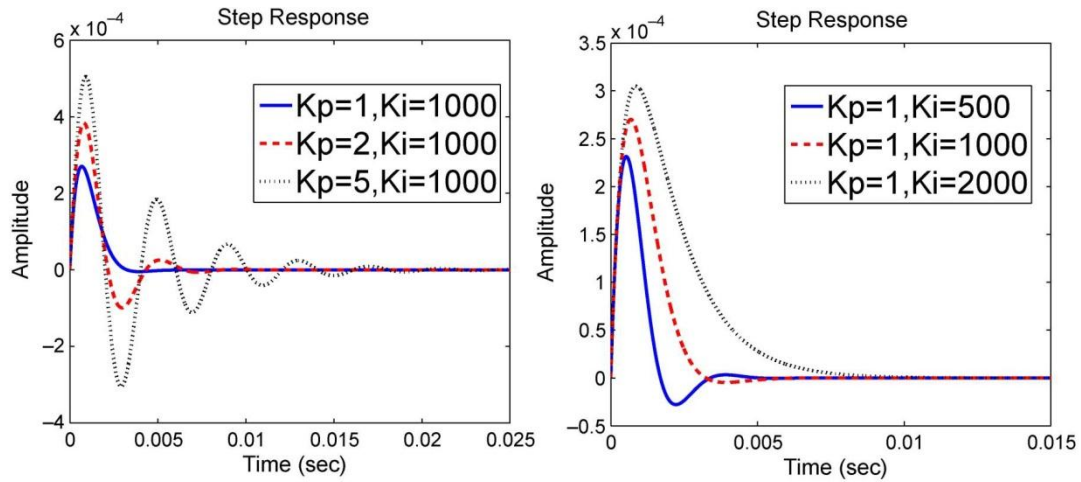 Step Response
× 10⁻⁴
6
4
2
0
–2
–4
Amplitude
Kp=1,Ki=1000
Kp=2,Ki=1000
Kp=5,Ki=1000
0 0.005 0.01 0.015 0.02 0.025
Time (sec)
Step Response
× 10⁻⁴
3.5
3
2.5
2
1.5
1
0.5
0
–0.5
Amplitude
Kp=1,Ki=500
Kp=1,Ki=1000
Kp=1,Ki=2000
0 0.005 0.01 0.015
Time (sec)